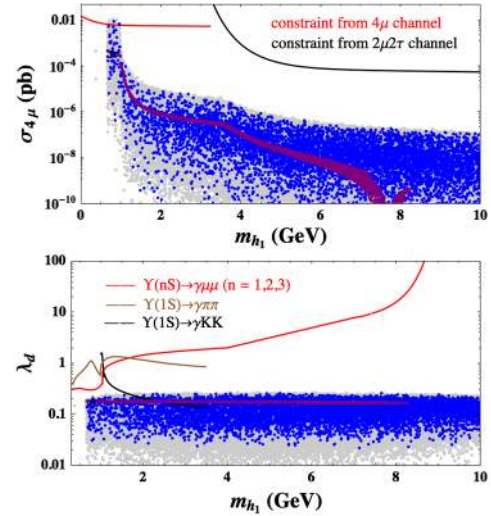 constraint from 4μ channel
constraint from 2μ2τ channel
σ4 μ (pb)
0.01
10⁻⁴
10⁻⁶
10⁻⁸
10⁻¹⁰
0 2 4 6 8 10
mh1 (GeV)
ϒ(nS)→γμμ (n = 1,2,3)
ϒ(1S)→γππ
ϒ(1S)→γKK
λd
100
10
1
0.1
0.01
2 4 6 8 10
mh1 (GeV)